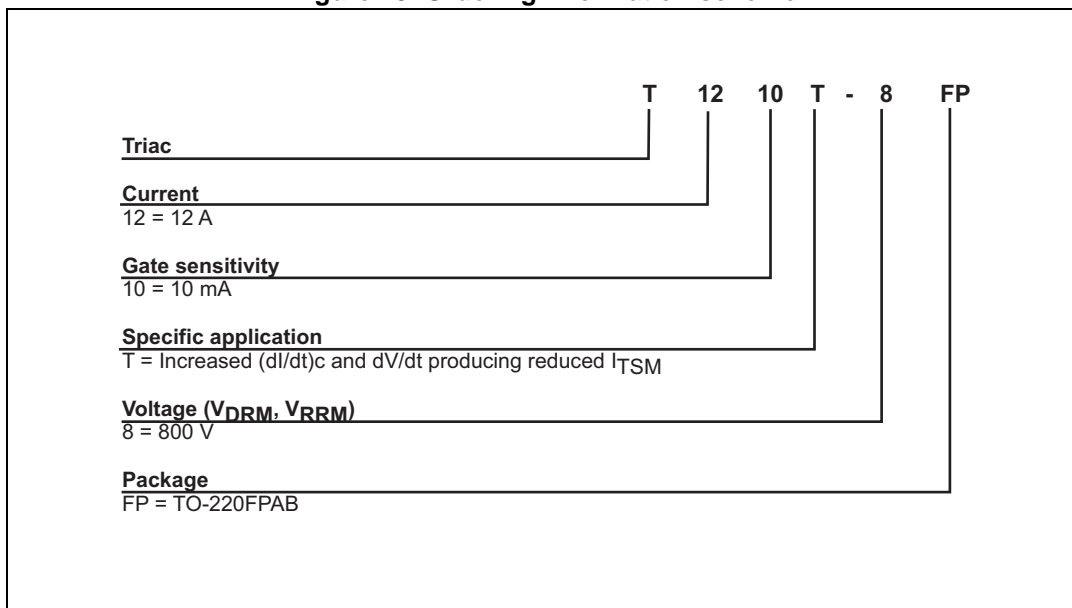 T 12 10 T - 8 FP
Triac
Current
12 = 12 A
Gate sensitivity
10 = 10 mA
Specific application
T = Increased (dI/dt)c and dV/dt producing reduced ITSM
Voltage (VDRM, VRRM)
8 = 800 V
Package
FP = TO-220FPAB